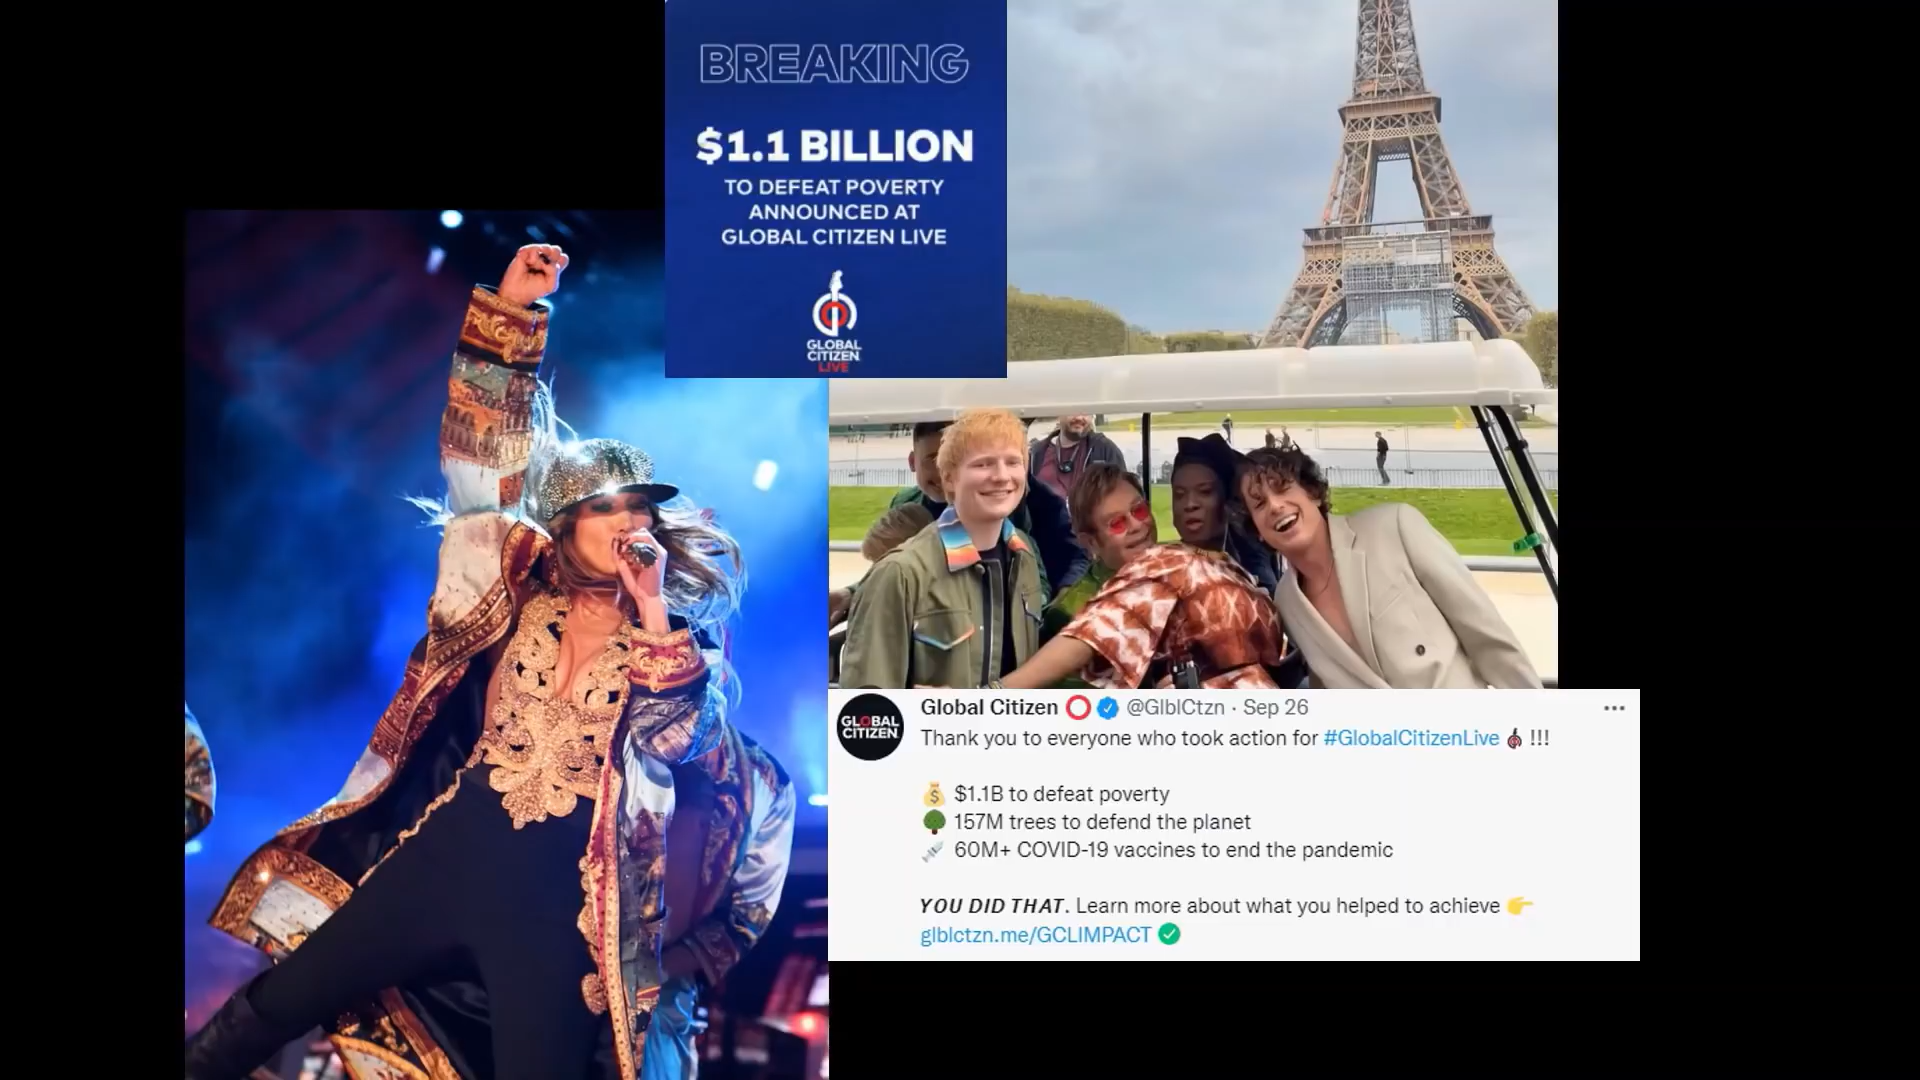 BREAKING
$1.1 BILLION
TO DEFEAT POVERTY
ANNOUNCED AT
GLOBAL CITIZEN LIVE
GLOBAL
CITIZEN
LIVE
GLOBAL
CITIZEN
Global Citizen ⭕ @GlblCtzn · Sep 26
Thank you to everyone who took action for #GlobalCitizenLive !!!
💰 $1.1B to defeat poverty
🌳 157M trees to defend the planet
💉 60M+ COVID-19 vaccines to end the pandemic
YOU DID THAT. Learn more about what you helped to achieve 👉
glblctzn.me/GCLIMPACT ✅